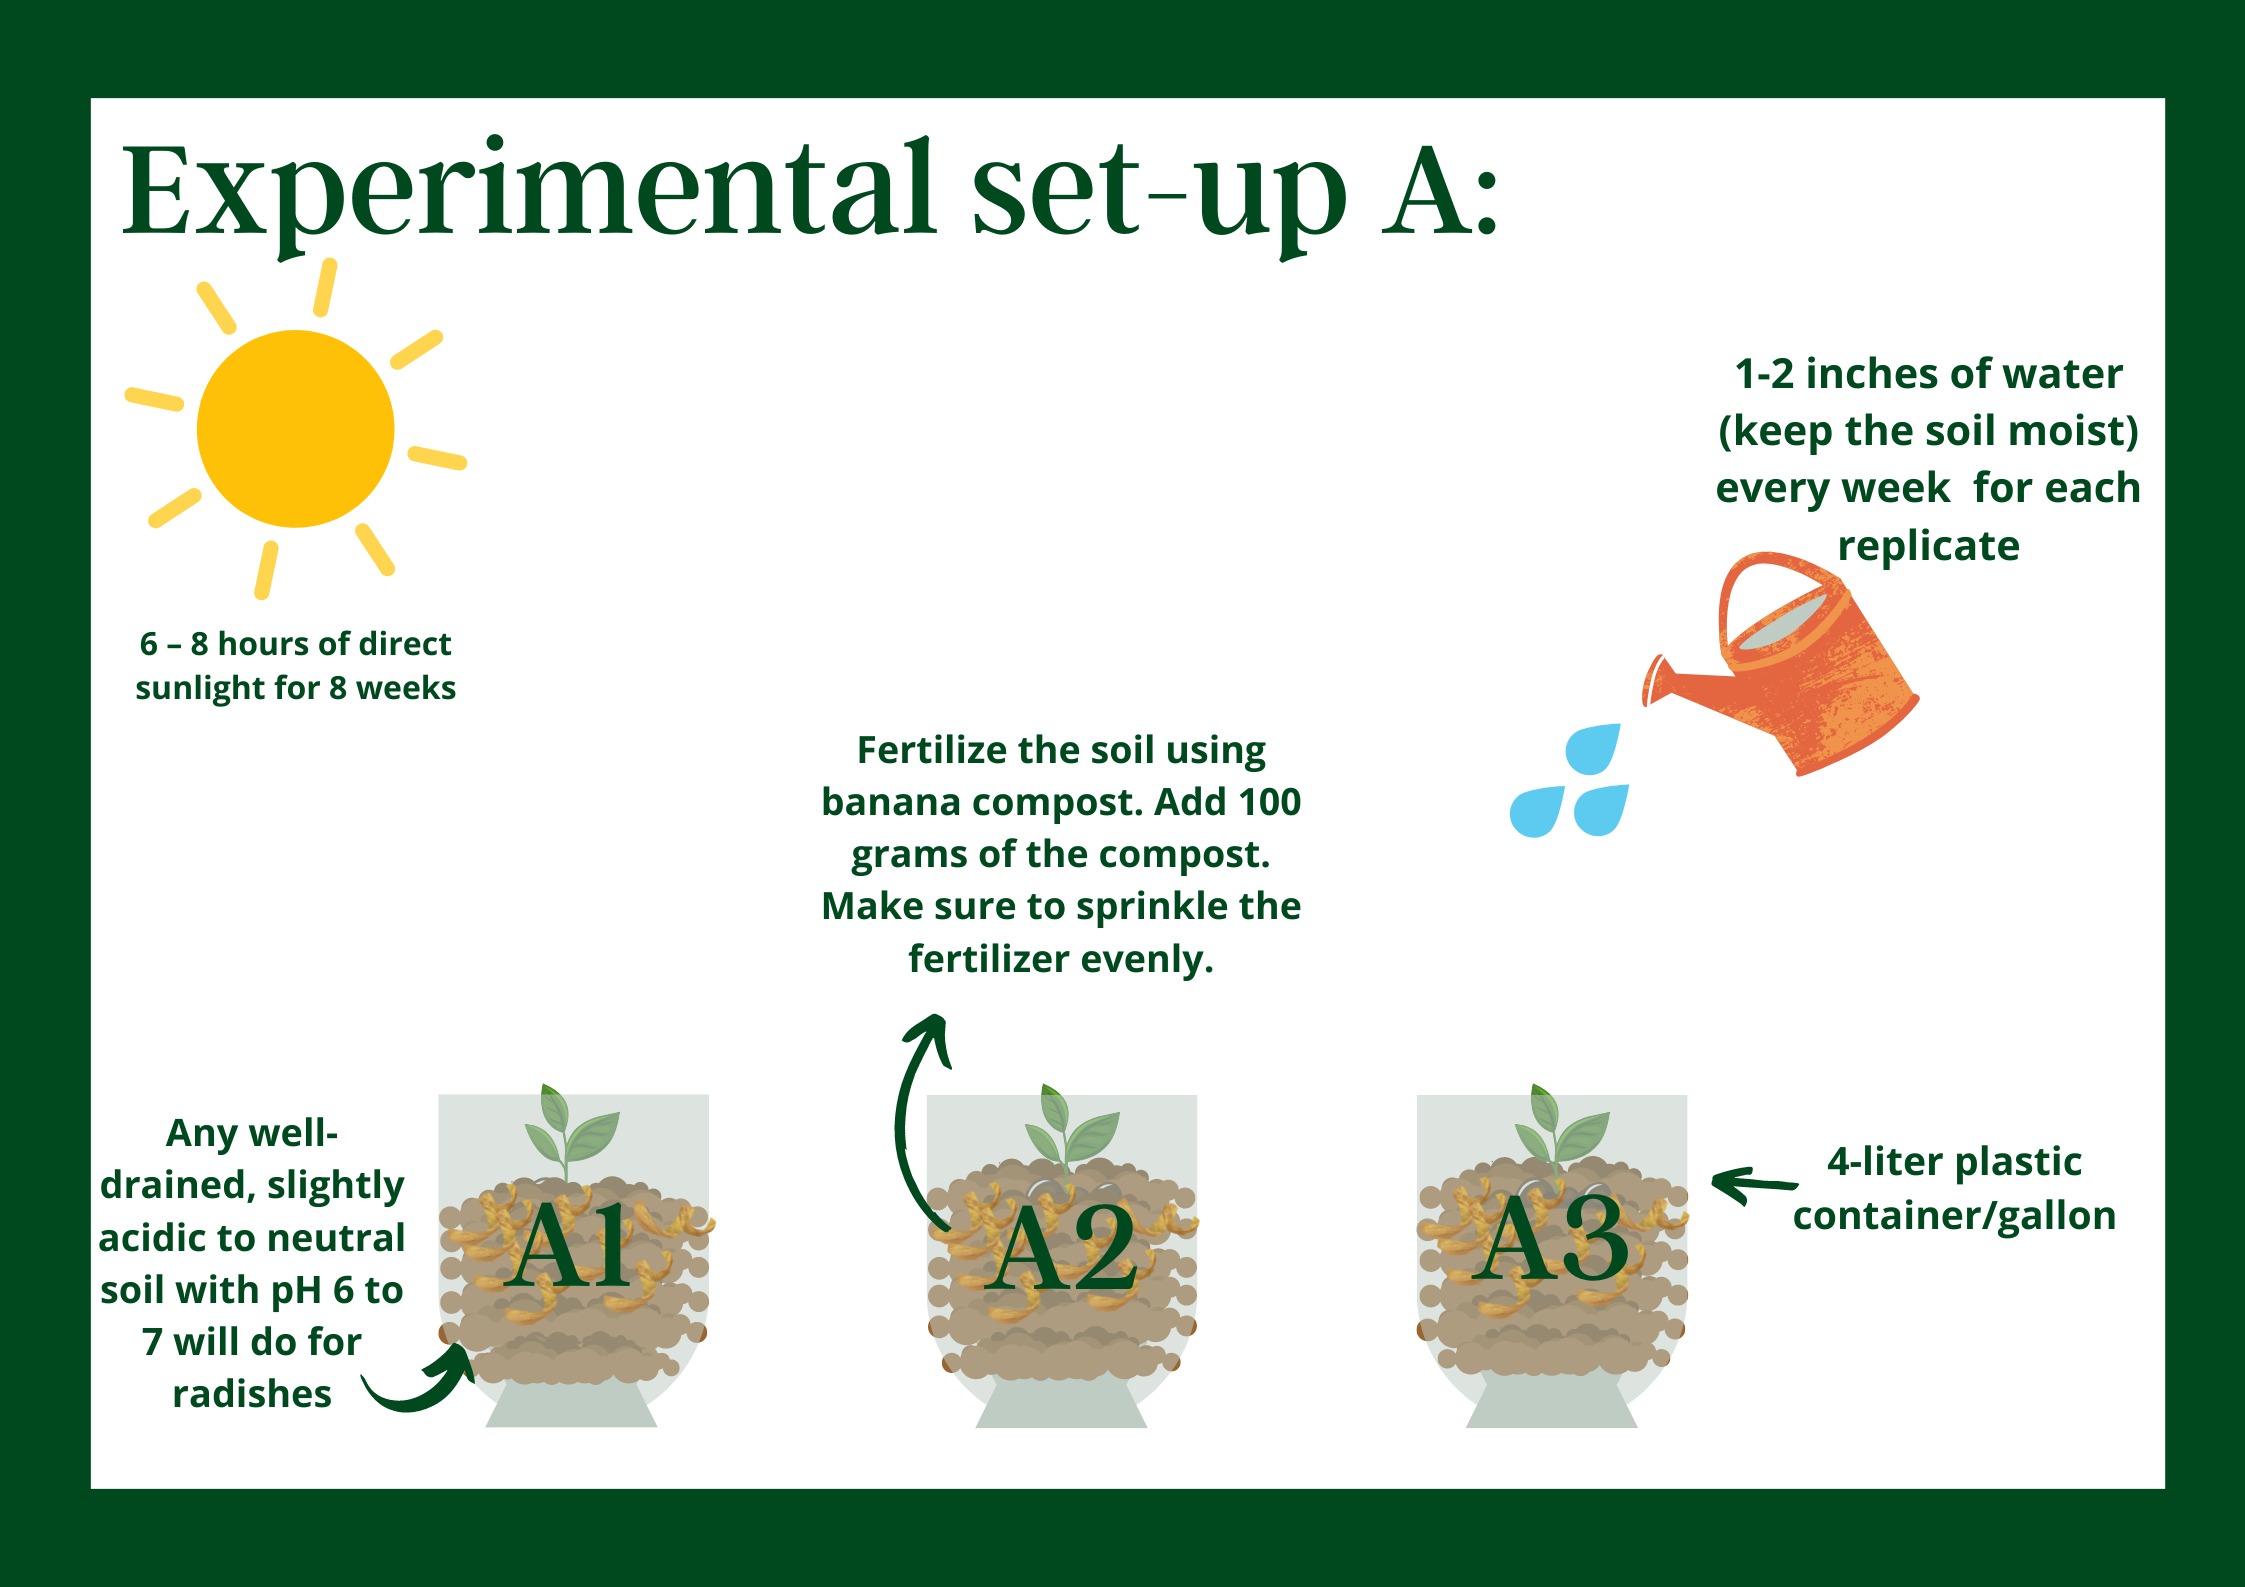 Experimental set-up A:
1-2 inches of water
(keep the soil moist)
every week  for each
replicate
6 – 8 hours of direct
sunlight for 8 weeks
Fertilize the soil using
banana compost. Add 100
grams of the compost.
Make sure to sprinkle the
fertilizer evenly.
Any well-
drained, slightly
acidic to neutral
soil with pH 6 to
7 will do for
radishes
A1
A2
A3
4-liter plastic
container/gallon